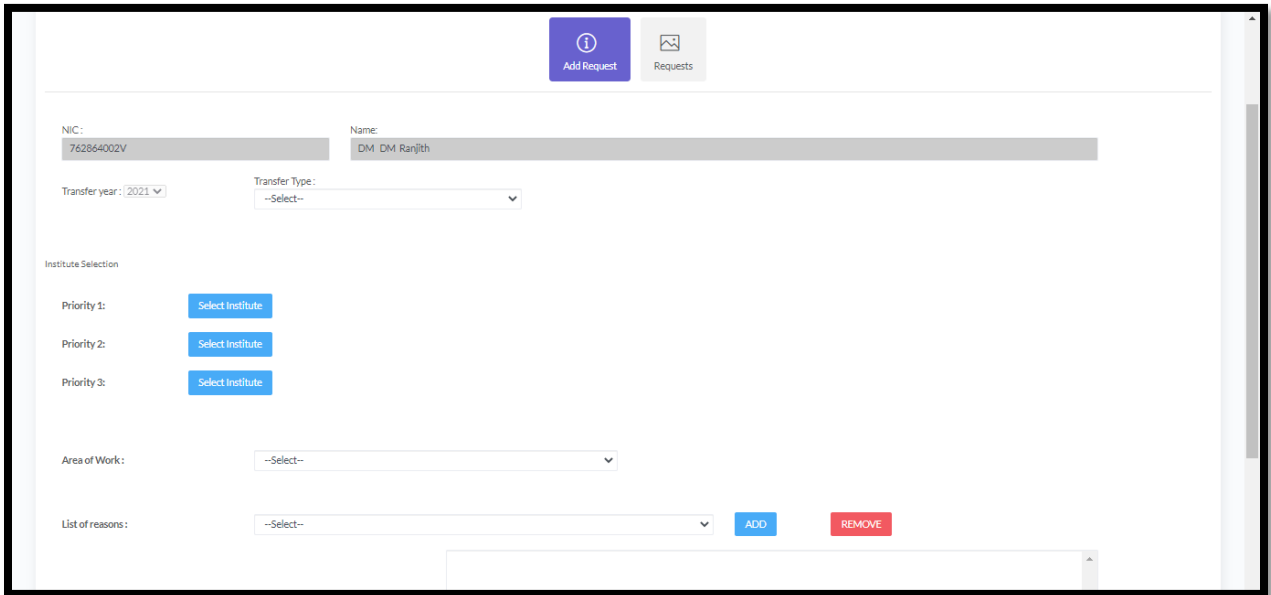 Add Request
Requests
NIC :
Name:
762864002V
DM DM Ranjith
Transfer year :
2021
Transfer Type :
--Select--
Institute Selection
Priority 1:
Select Institute
Priority 2:
Select Institute
Priority 3:
Select Institute
Area of Work :
--Select--
List of reasons :
--Select--
ADD
REMOVE